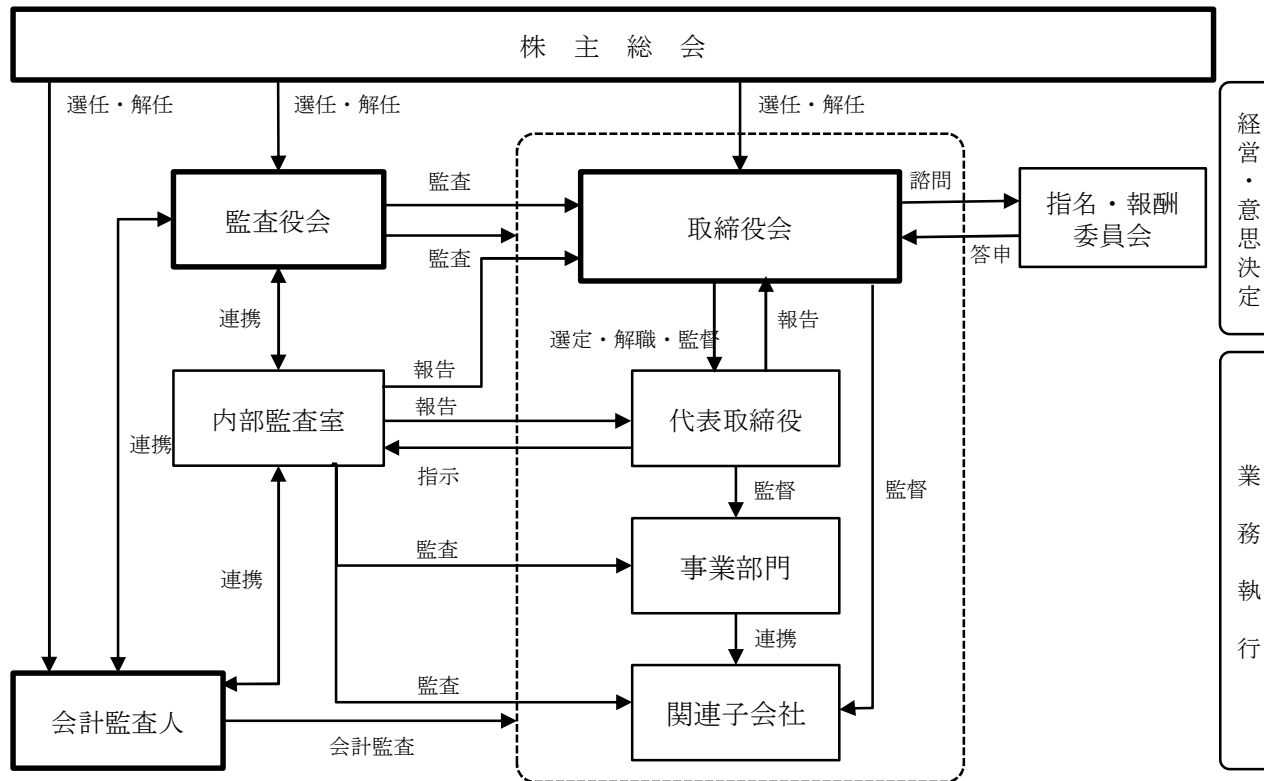 株主総会
選任・解任
選任・解任
選任・解任
経営・意思決定
監査役会
監査
監査
取締役会
諮問
答申
指名・報酬
委員会
連携
選定・解職・監督
報告
内部監査室
報告
報告
指示
代表取締役
連携
監督
監督
業務執行
監査
事業部門
連携
連携
監査
関連子会社
会計監査人
会計監査